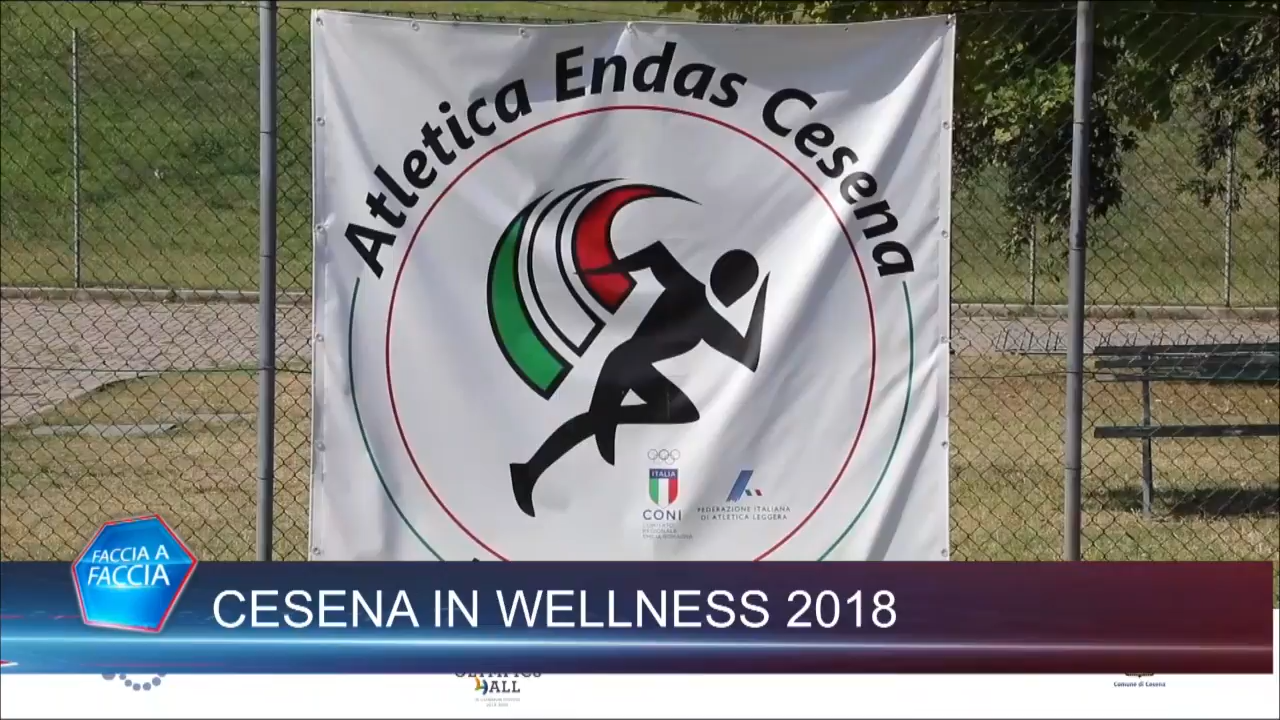 Atletica Endas Cesena
ITALIA
CONI
FEDERAZIONE ITALIANA
DI ATLETICA LEGGERA
FACCIA A
FACCIA
CESENA IN WELLNESS 2018
4ALL
Comune di Cesena